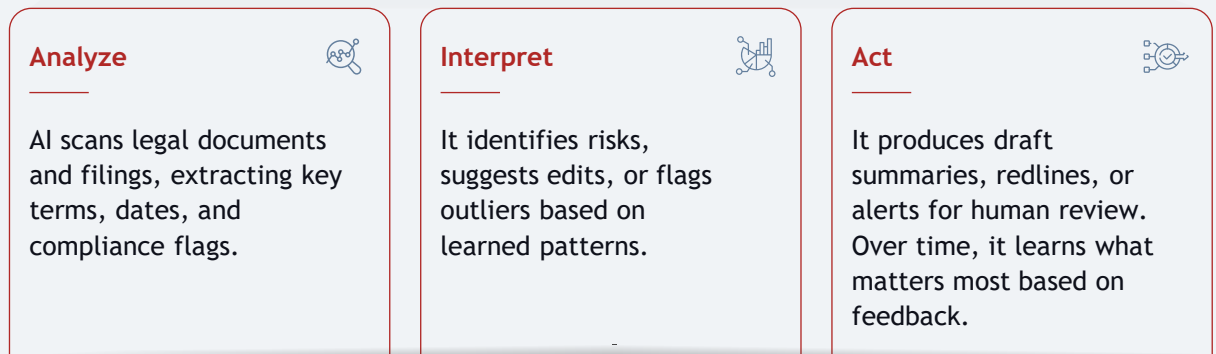 Analyze
AI scans legal documents
and filings, extracting key
terms, dates, and
compliance flags.
Interpret
It identifies risks,
suggests edits, or flags
outliers based on
learned patterns.
Act
It produces draft
summaries, redlines, or
alerts for human review.
Over time, it learns what
matters most based on
feedback.
-